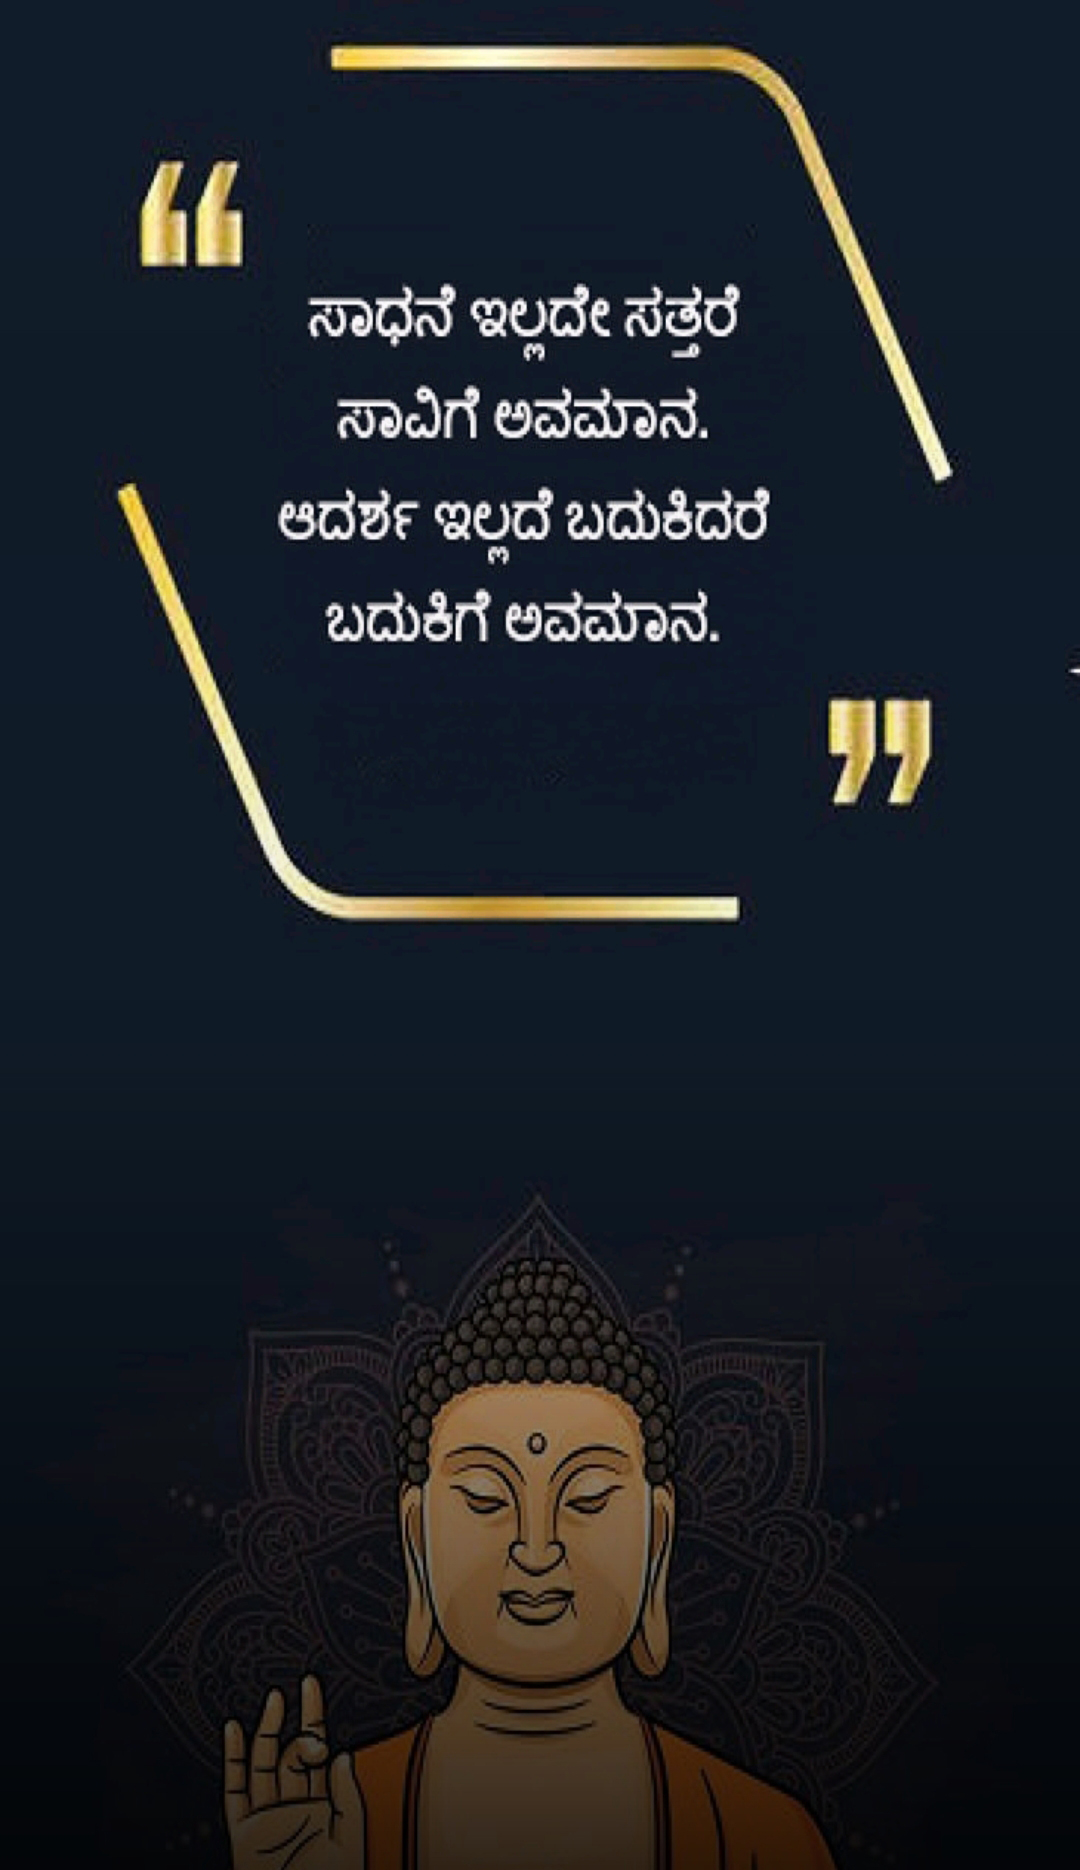 “
ಸಾಧನೆ ಇಲ್ಲದೇ ಸತ್ತರೆ
ಸಾವಿಗೆ ಅವಮಾನ.
ಆದರ್ಶ ಇಲ್ಲದೆ ಬದುಕಿದರೆ
ಬದುಕಿಗೆ ಅವಮಾನ.
”